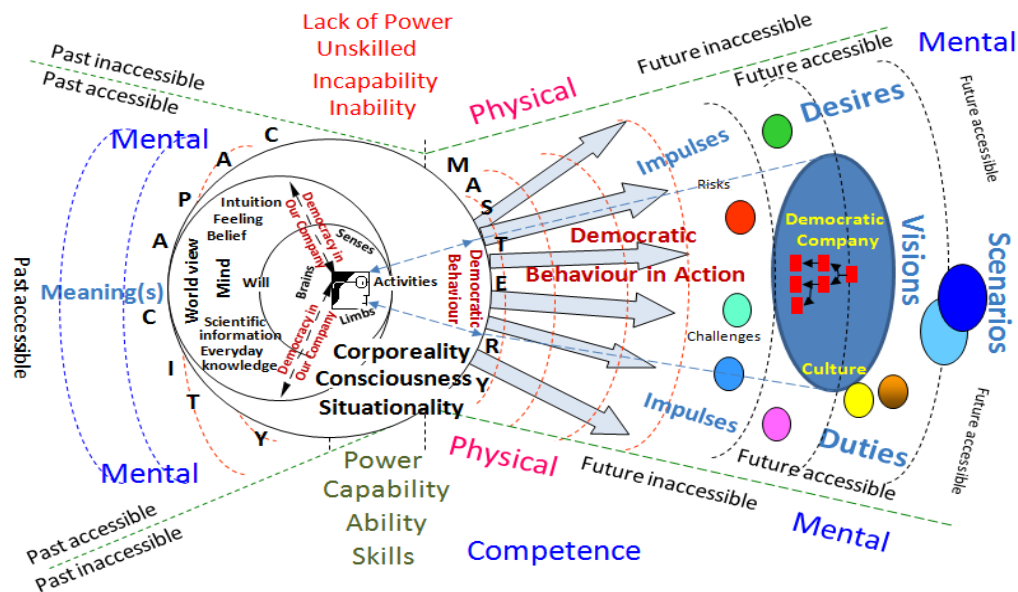 Lack of Power
Unskilled
Incapability
Inability
Past inaccessible
Past accessible
Mental
Meaning(s)
Past accessible
Mental
Past accessible
Past inaccessible
CAPACITY
World view
Mind
Intuition
Feeling
Belief
Will
Scientific
information
Everyday
knowledge
Brains
Senses
Limbs
Activities
Democracy in
Our Company
Democracy in
Our Company
Corporeality
Consciousness
Situationality
Democratic
Behaviour
MASTERY
Power
Capability
Ability
Skills
Competence
Physical
Physical
Democratic
Behaviour in Action
Future inaccessible
Future accessible
Mental
Impulses
Desires
Risks
Challenges
Impulses
Duties
Democratic
Company
Culture
Visions
Scenarios
Future accessible
Future accessible
Future inaccessible
Future accessible
Mental